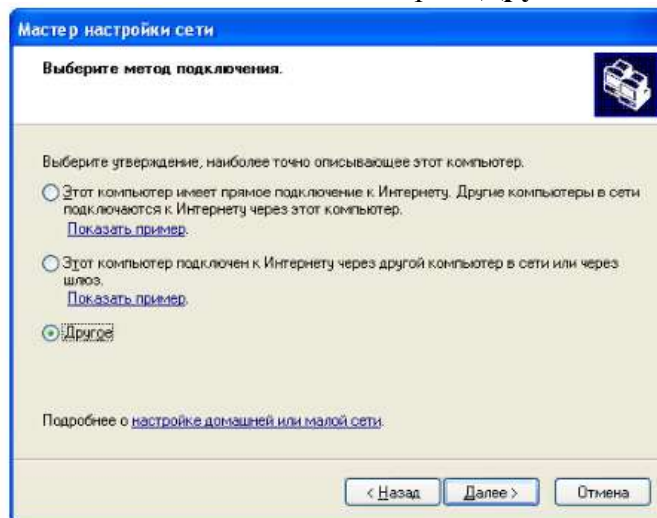 Мастер настройки сети
Выберите метод подключения.
Выберите утверждение, наиболее точно описывающее этот компьютер.
Этот компьютер имеет прямое подключение к Интернету. Другие компьютеры в сети
подключаются к Интернету через этот компьютер.
Показать пример.
Этот компьютер подключен к Интернету через другой компьютер в сети или через
шлюз.
Показать пример.
Другое
Подробнее о настройке домашней или малой сети.
< Назад Далее > Отмена